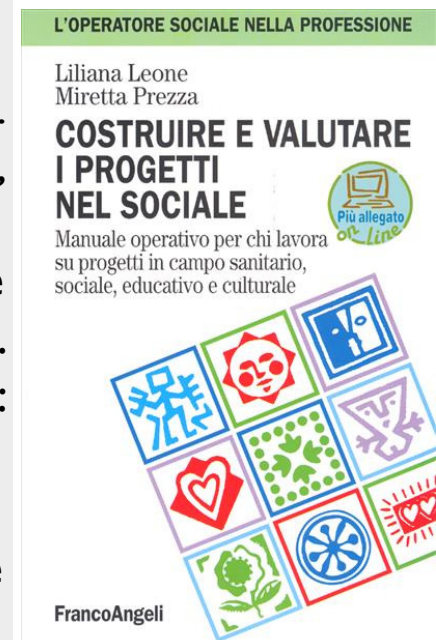 L'OPERATORE SOCIALE NELLA PROFESSIONE
Liliana Leone
Miretta Prezza
COSTRUIRE E VALUTARE
I PROGETTI
NEL SOCIALE
Più allegato
on line
Manuale operativo per chi lavora
su progetti in campo sanitario,
sociale, educativo e culturale
FrancoAngeli